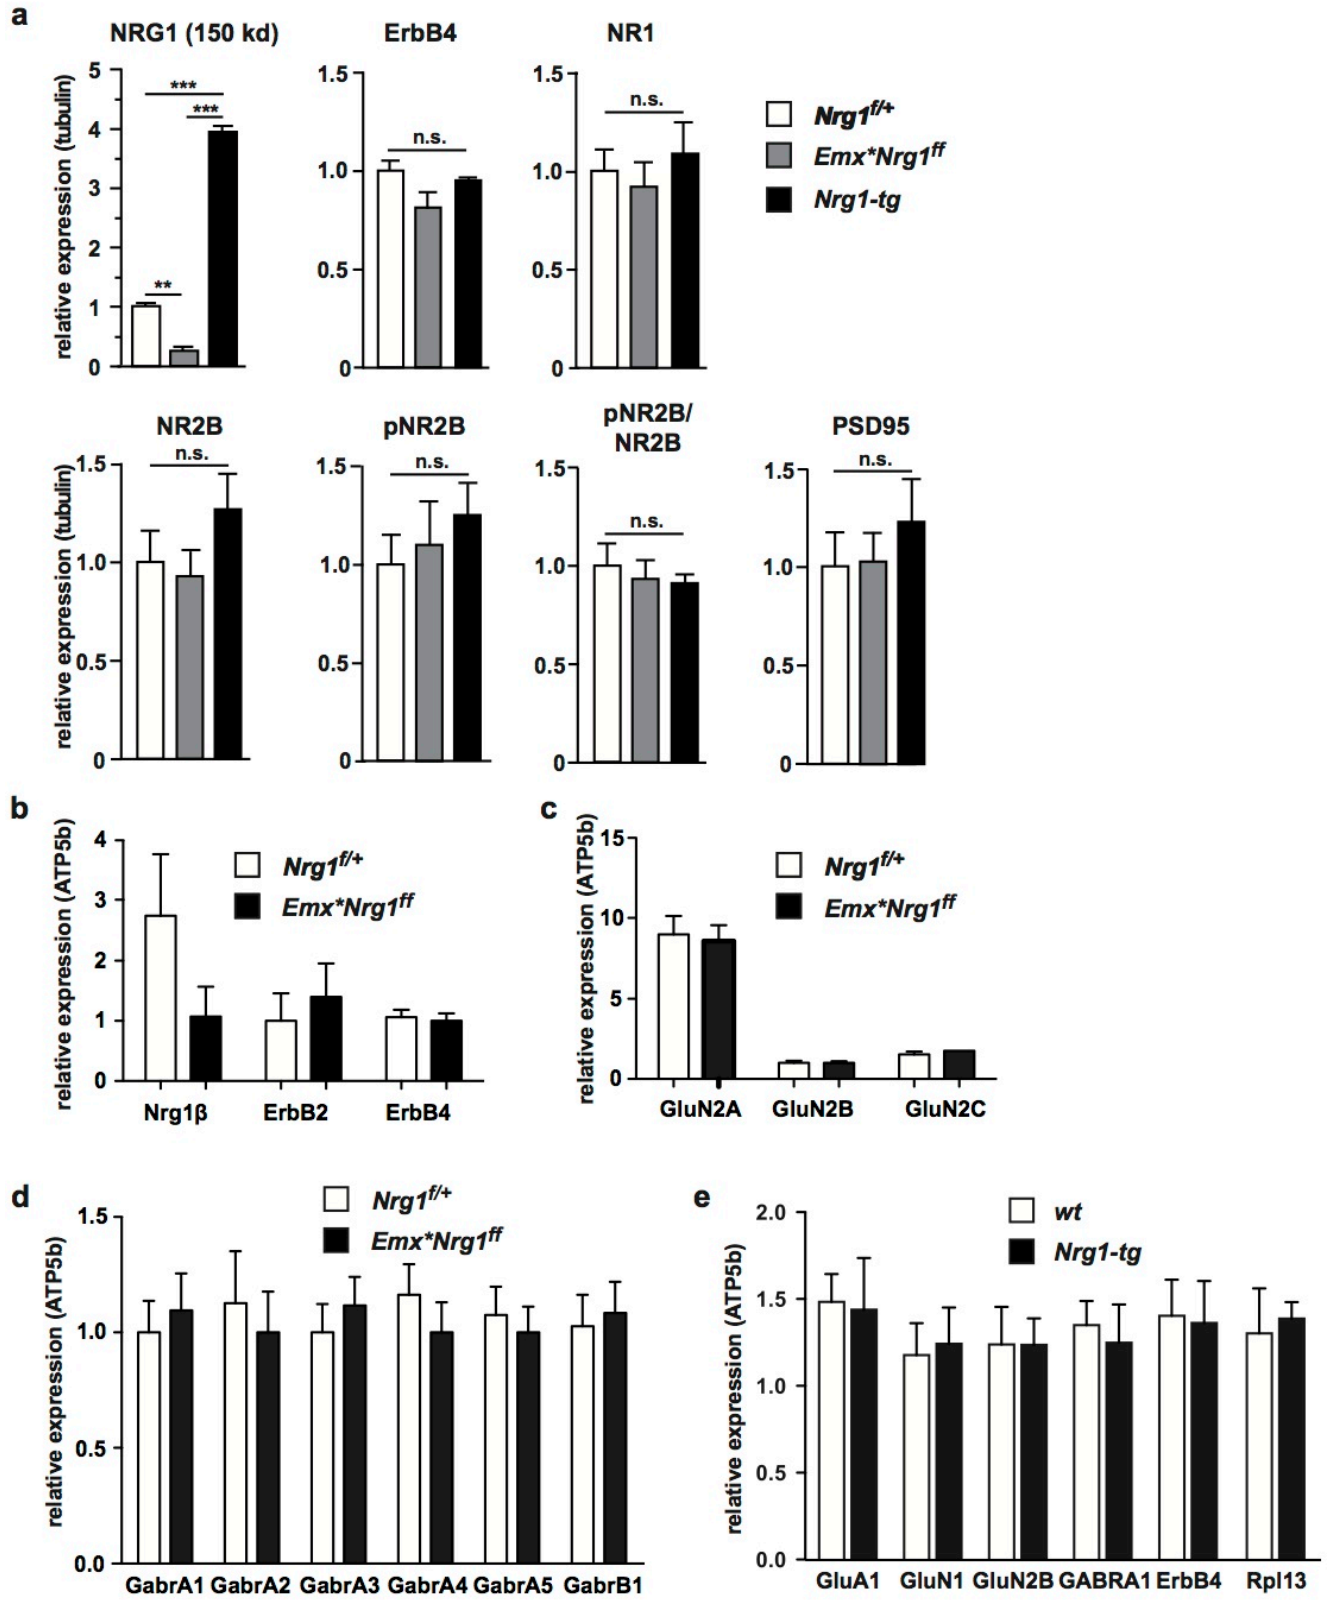 a
NRG1 (150 kd)
ErbB4
NR1
relative expression (tubulin)
5
4
3
2
1
0
***
***
**
1.5
1.0
0.5
0
n.s.
1.5
1.0
0.5
0
n.s.
Nrg1f/+
Emx*Nrg1ff
Nrg1-tg
NR2B
pNR2B
pNR2B/
NR2B
PSD95
relative expression (tubulin)
1.5
1.0
0.5
0
n.s.
1.5
1.0
0.5
0
n.s.
1.5
1.0
0.5
0
n.s.
1.5
1.0
0.5
0
n.s.
b
relative expression (ATP5b)
4
3
2
1
0
Nrg1f/+
Emx*Nrg1ff
Nrg1β ErbB2 ErbB4
c
relative expression (ATP5b)
15
10
5
0
Nrg1f/+
Emx*Nrg1ff
GluN2A GluN2B GluN2C
d
relative expression (ATP5b)
1.5
1.0
0.5
0.0
Nrg1f/+
Emx*Nrg1ff
GabrA1 GabrA2 GabrA3 GabrA4 GabrA5 GabrB1
e
relative expression (ATP5b)
2.0
1.5
1.0
0.5
0.0
wt
Nrg1-tg
GluA1 GluN1 GluN2B GABRA1 ErbB4 Rpl13